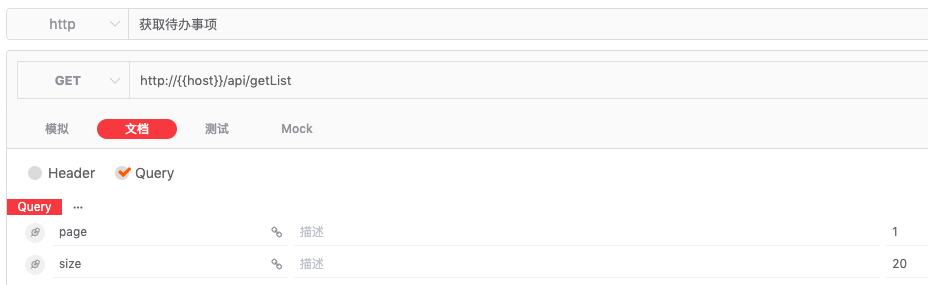 http 获取待办事项
GET http://{{host}}/api/getList
模拟 文档 测试 Mock
Header Query
Query ...
page 描述 1
size 描述 20